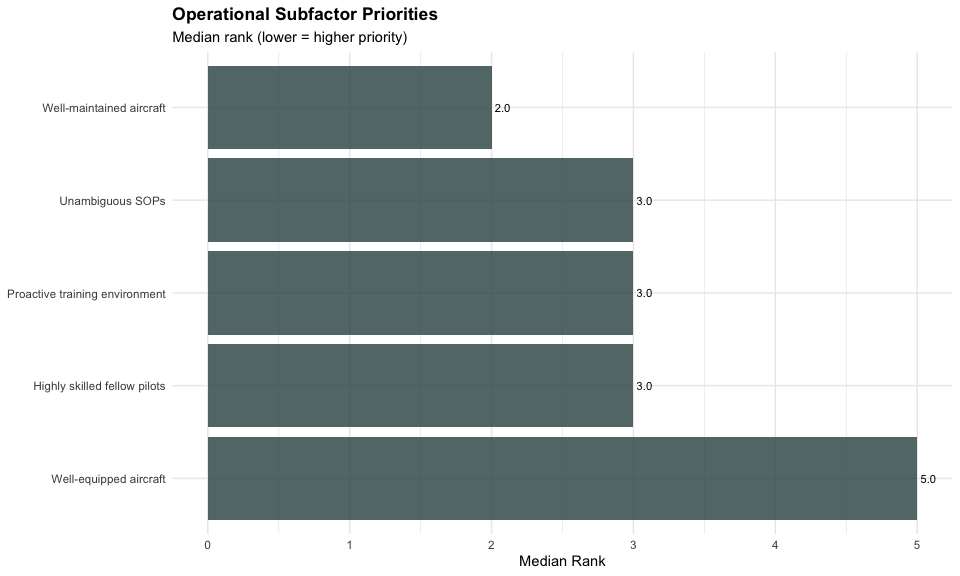 Operational Subfactor Priorities
Median rank (lower = higher priority)
Well-maintained aircraft
2.0
Unambiguous SOPs
3.0
Proactive training environment
3.0
Highly skilled fellow pilots
3.0
Well-equipped aircraft
5.0
0 1 2 3 4 5
Median Rank